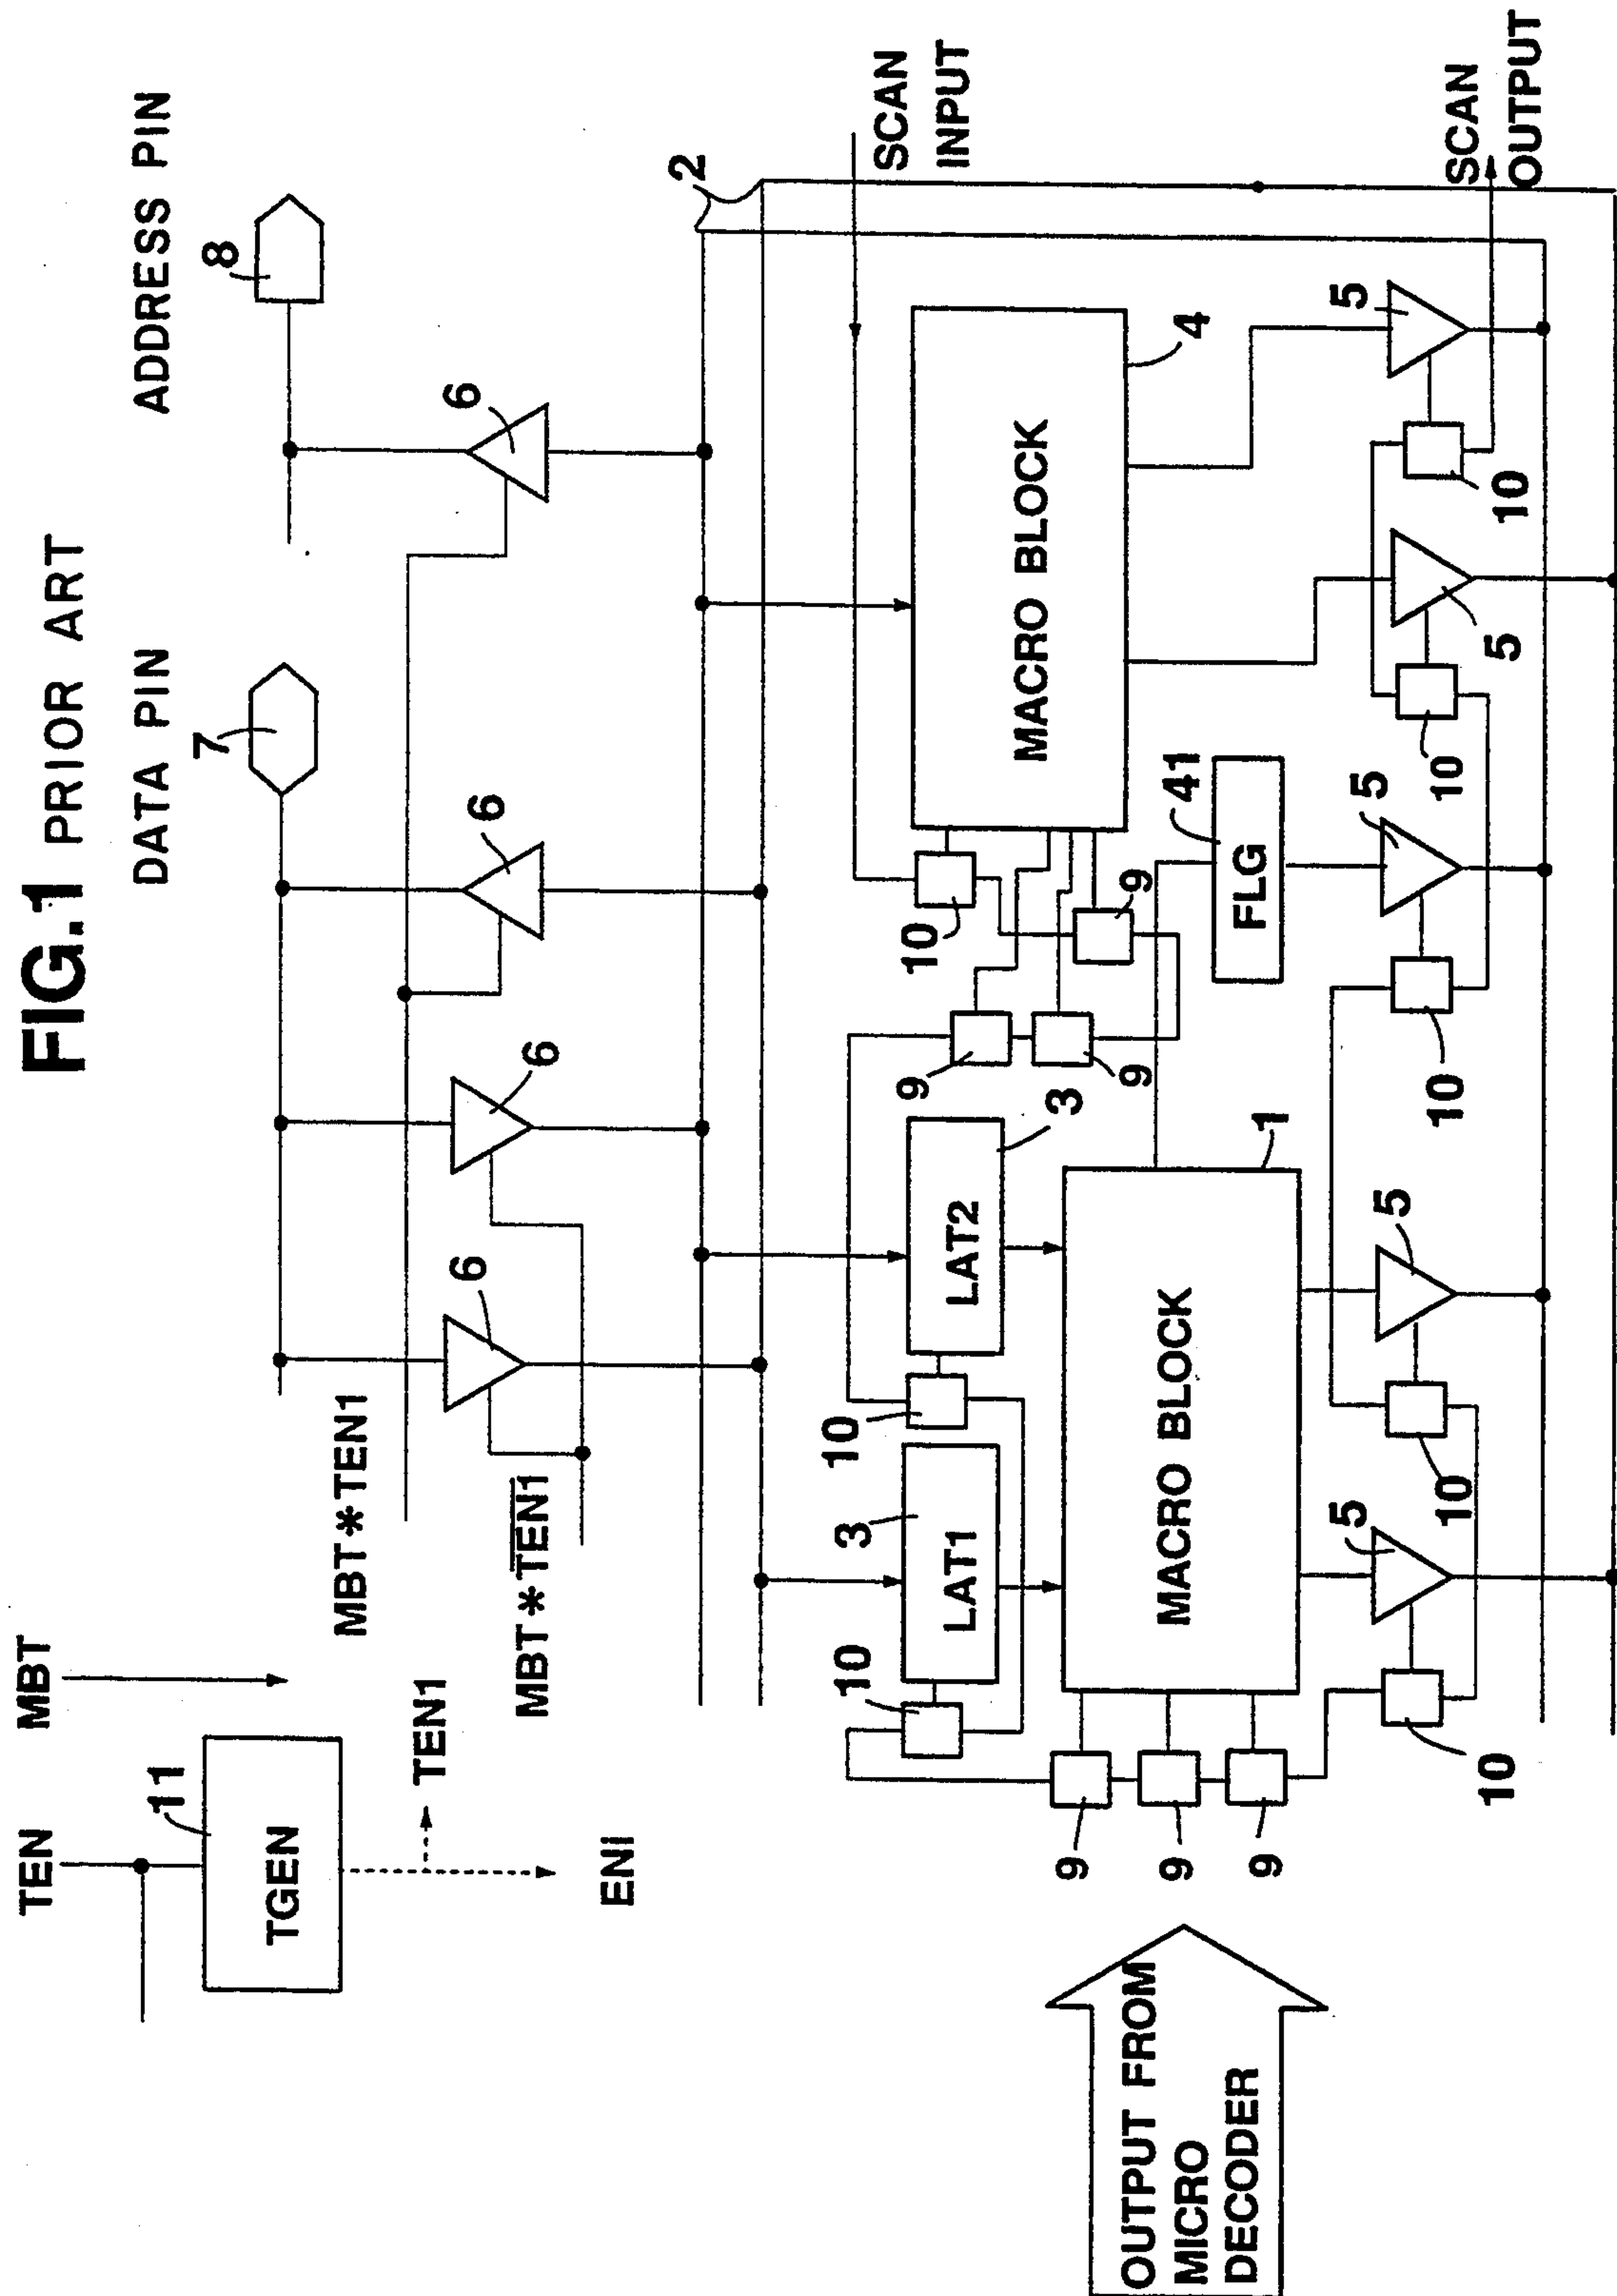 FIG.1 PRIOR ART
TEN
MBT
DATA PIN
ADDRESS PIN
11
TGEN
7
8
TEN1
ENi
MBT*TEN1
MBT*T̅E̅N̅1̅
6
6
6
6
2
SCAN
INPUT
10
3
LAT1
10
LAT2
3
9
9
9
10
MACRO BLOCK
4
9
9
9
MACRO BLOCK
1
41
FLG
OUTPUT FROM
MICRO
DECODER
5
5
5
5
5
10
10
10
10
10
SCAN
OUTPUT